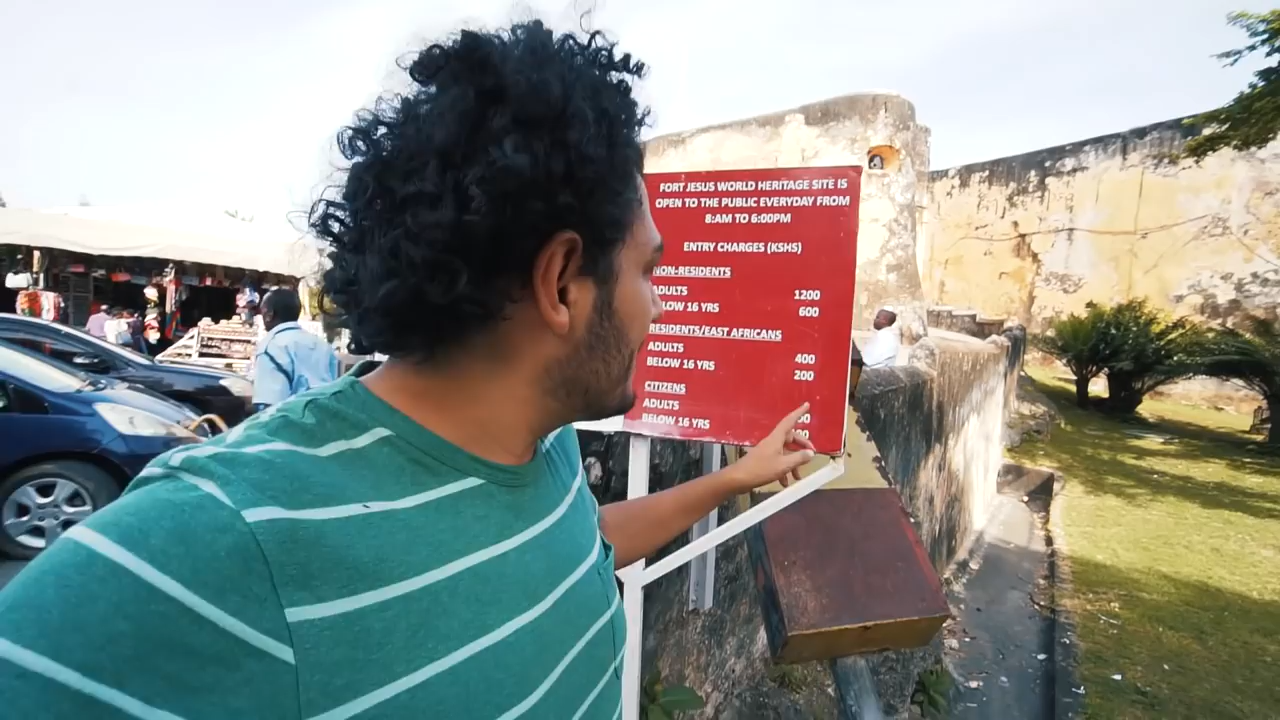 FORT JESUS WORLD HERITAGE SITE IS
OPEN TO THE PUBLIC EVERYDAY FROM
8:AM TO 6:00PM
ENTRY CHARGES (KSHS)
NON-RESIDENTS
ADULTS 1200
LOW 16 YRS 600
RESIDENTS/EAST AFRICANS
ADULTS 400
BELOW 16 YRS 200
CITIZENS
ADULTS
BELOW 16 YRS